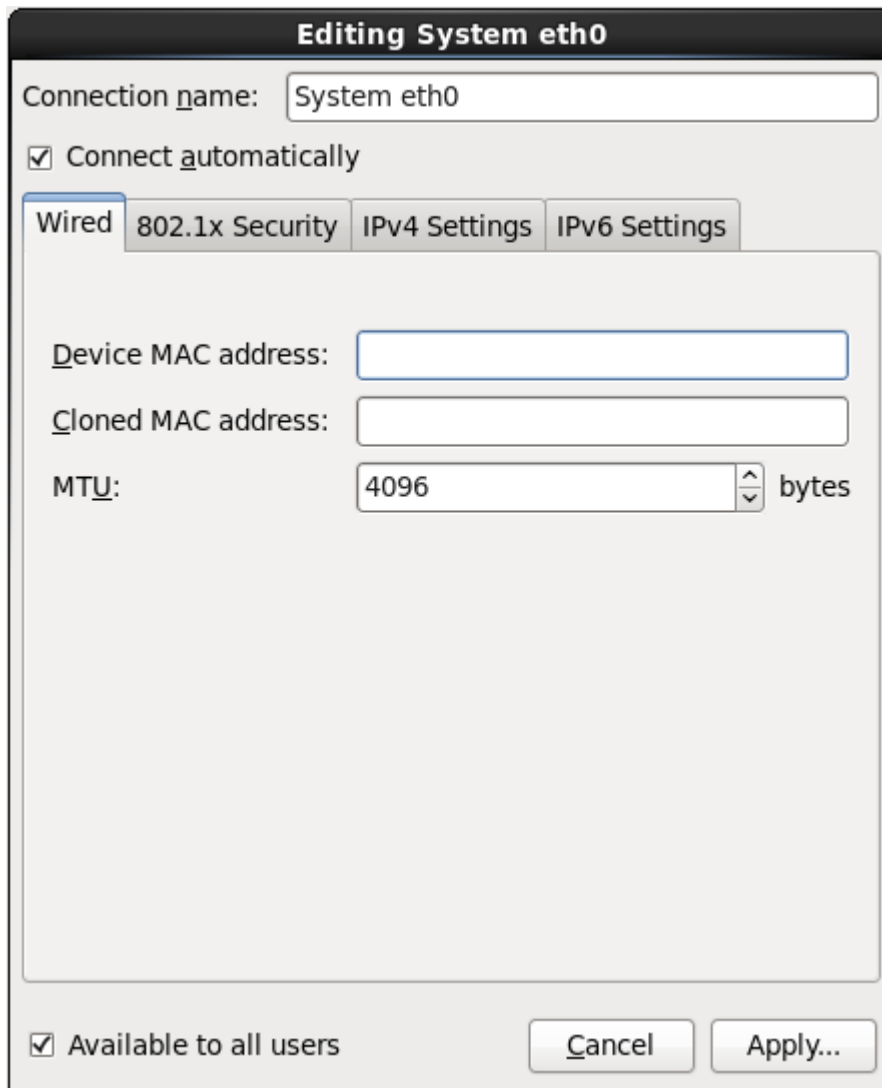 Editing System eth0
Connection name: System eth0
Connect automatically
Wired 802.1x Security IPv4 Settings IPv6 Settings
Device MAC address:
Cloned MAC address:
MTU: 4096 bytes
Available to all users Cancel Apply...